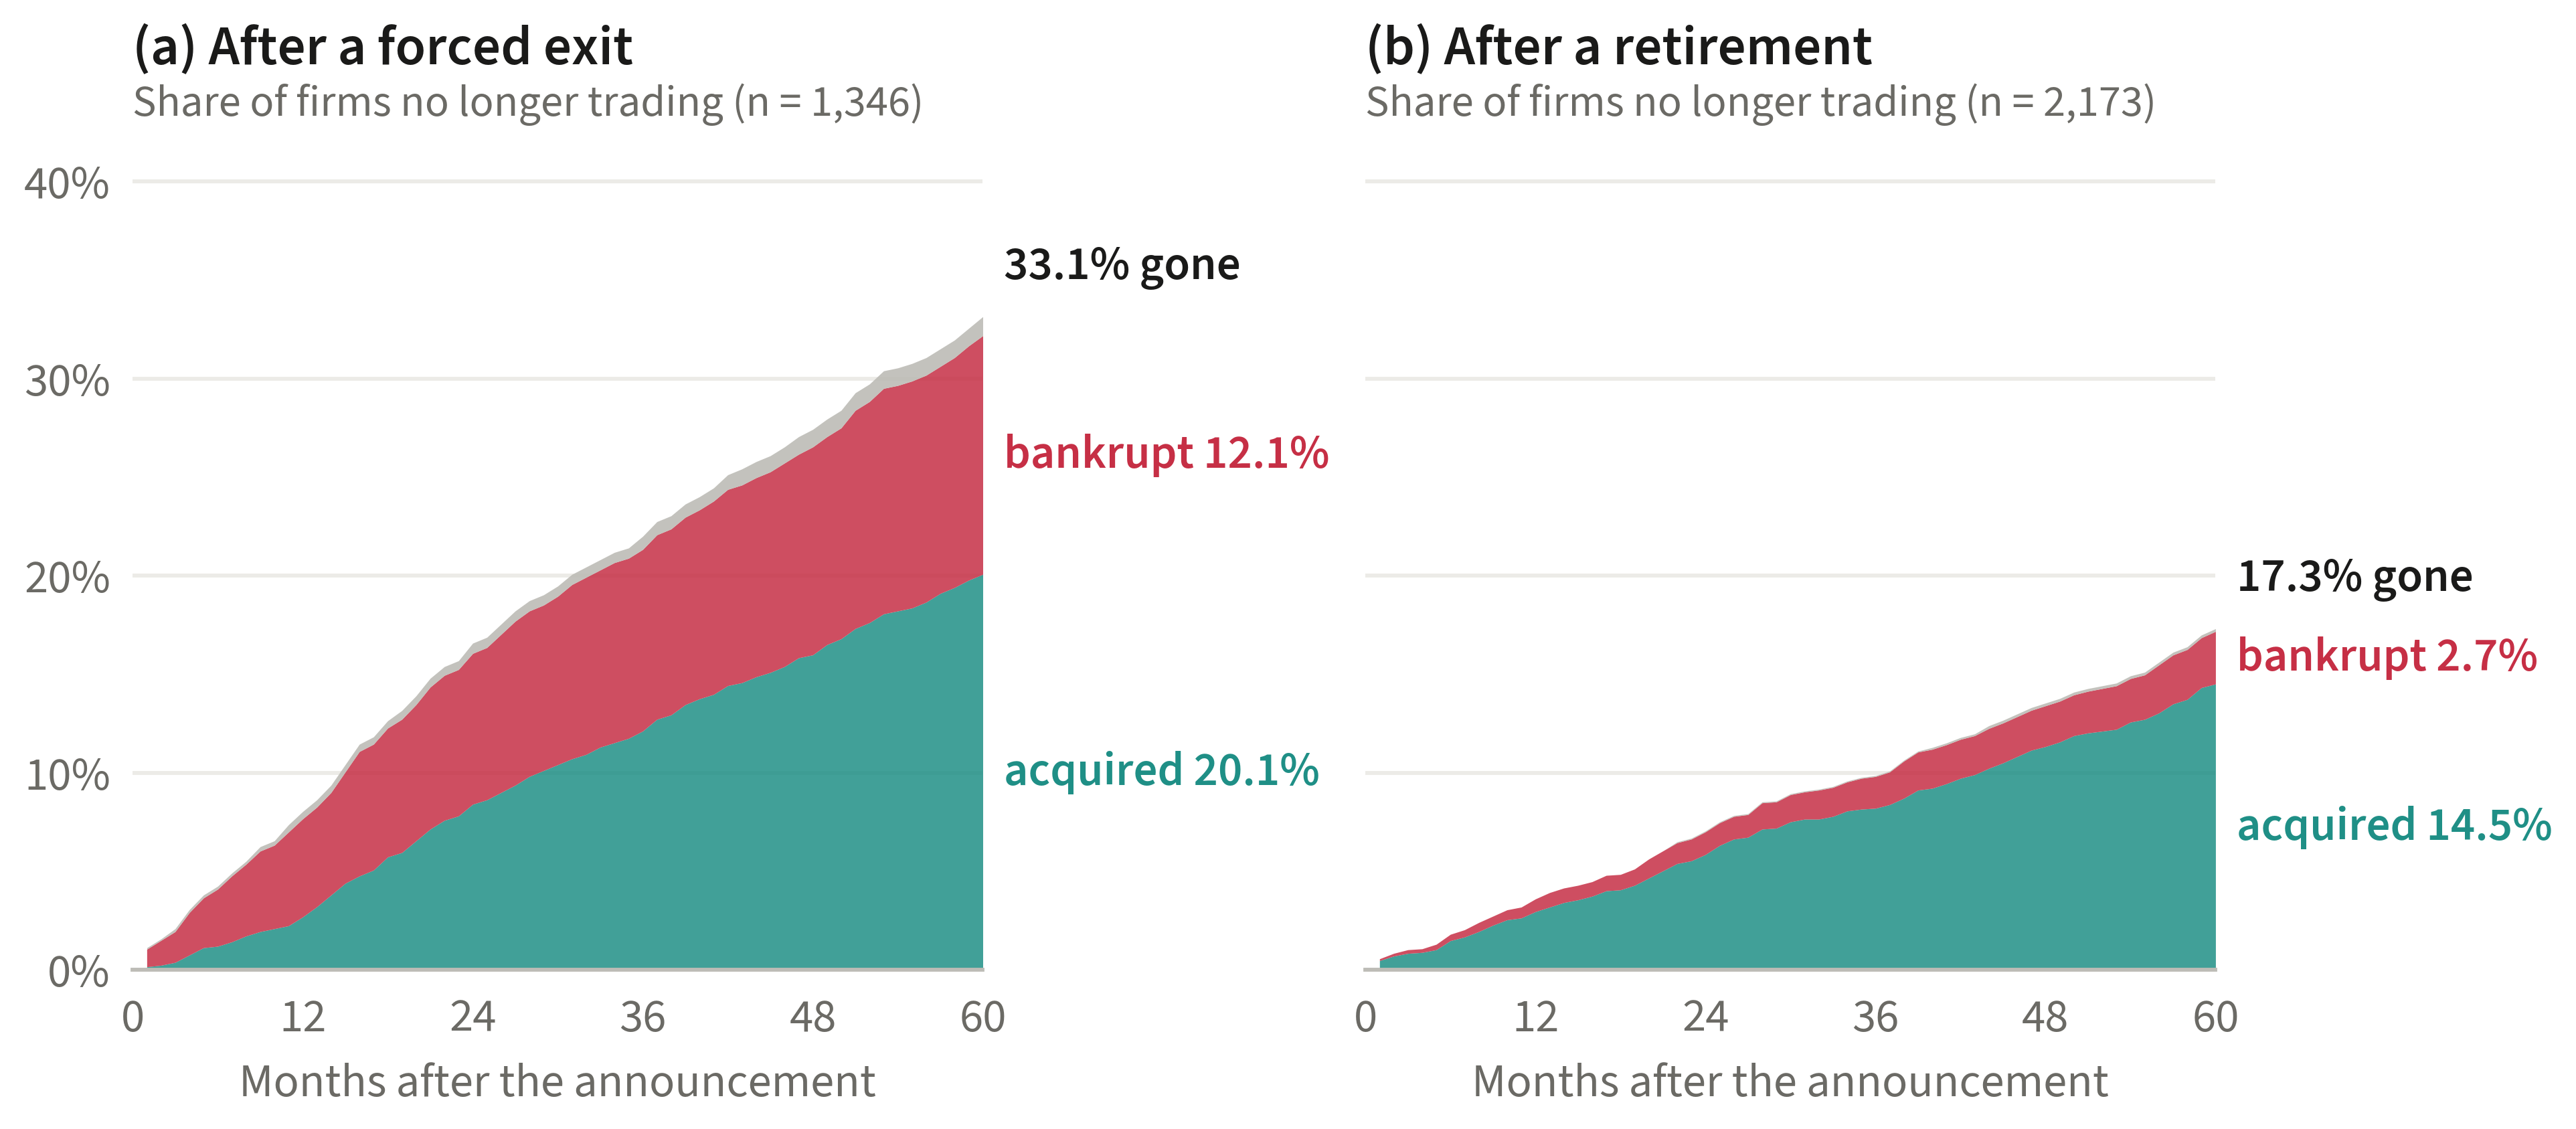 (a) After a forced exit
Share of firms no longer trading (n = 1,346)
40%
30%
20%
10%
0%
0 12 24 36 48 60
Months after the announcement
33.1% gone
bankrupt 12.1%
acquired 20.1%
(b) After a retirement
Share of firms no longer trading (n = 2,173)
0 12 24 36 48 60
Months after the announcement
17.3% gone
bankrupt 2.7%
acquired 14.5%